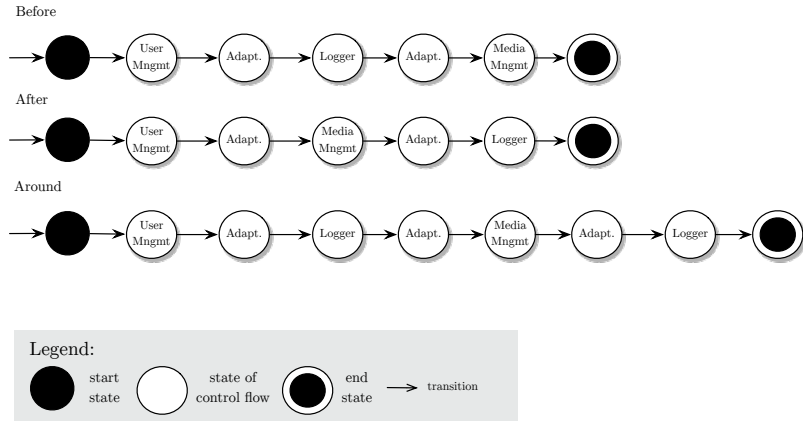 Before
User
Mngmt
Adapt.
Logger
Adapt.
Media
Mngmt
After
User
Mngmt
Adapt.
Media
Mngmt
Adapt.
Logger
Around
User
Mngmt
Adapt.
Logger
Adapt.
Media
Mngmt
Adapt.
Logger
Legend:
start
state
state of
control flow
end
state
transition